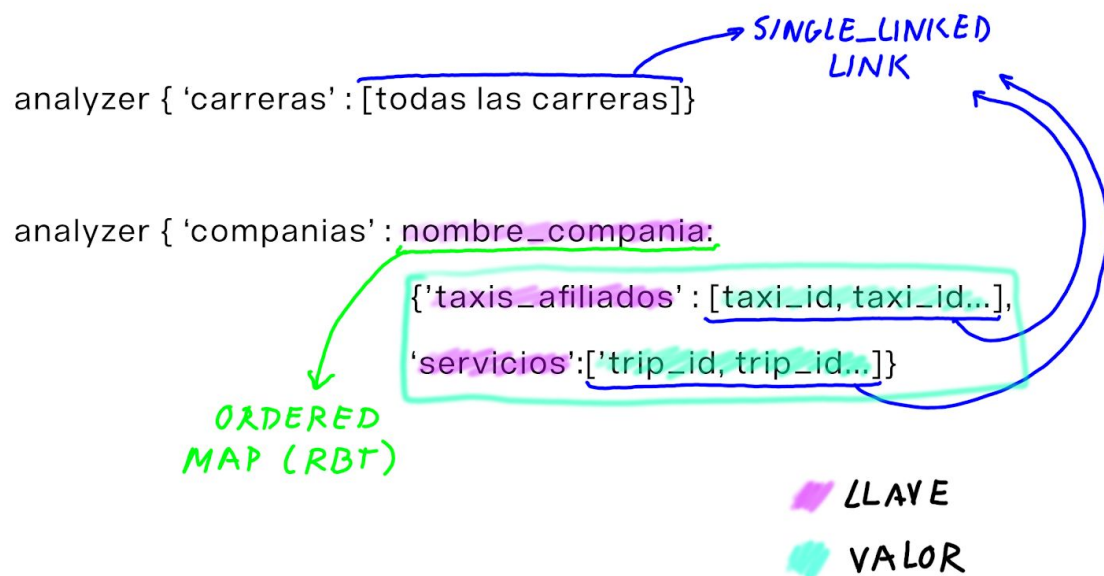 SINGLE_LINKED
LINK
analyzer { ‘carreras’ : [todas las carreras]}
analyzer { ‘companias’ : nombre_compania:
{’taxis_afiliados’ : [taxi_id, taxi_id...],
‘servicios’:[’trip_id, trip_id...]}
ORDERED
MAP (RBT)
LLAVE
VALOR